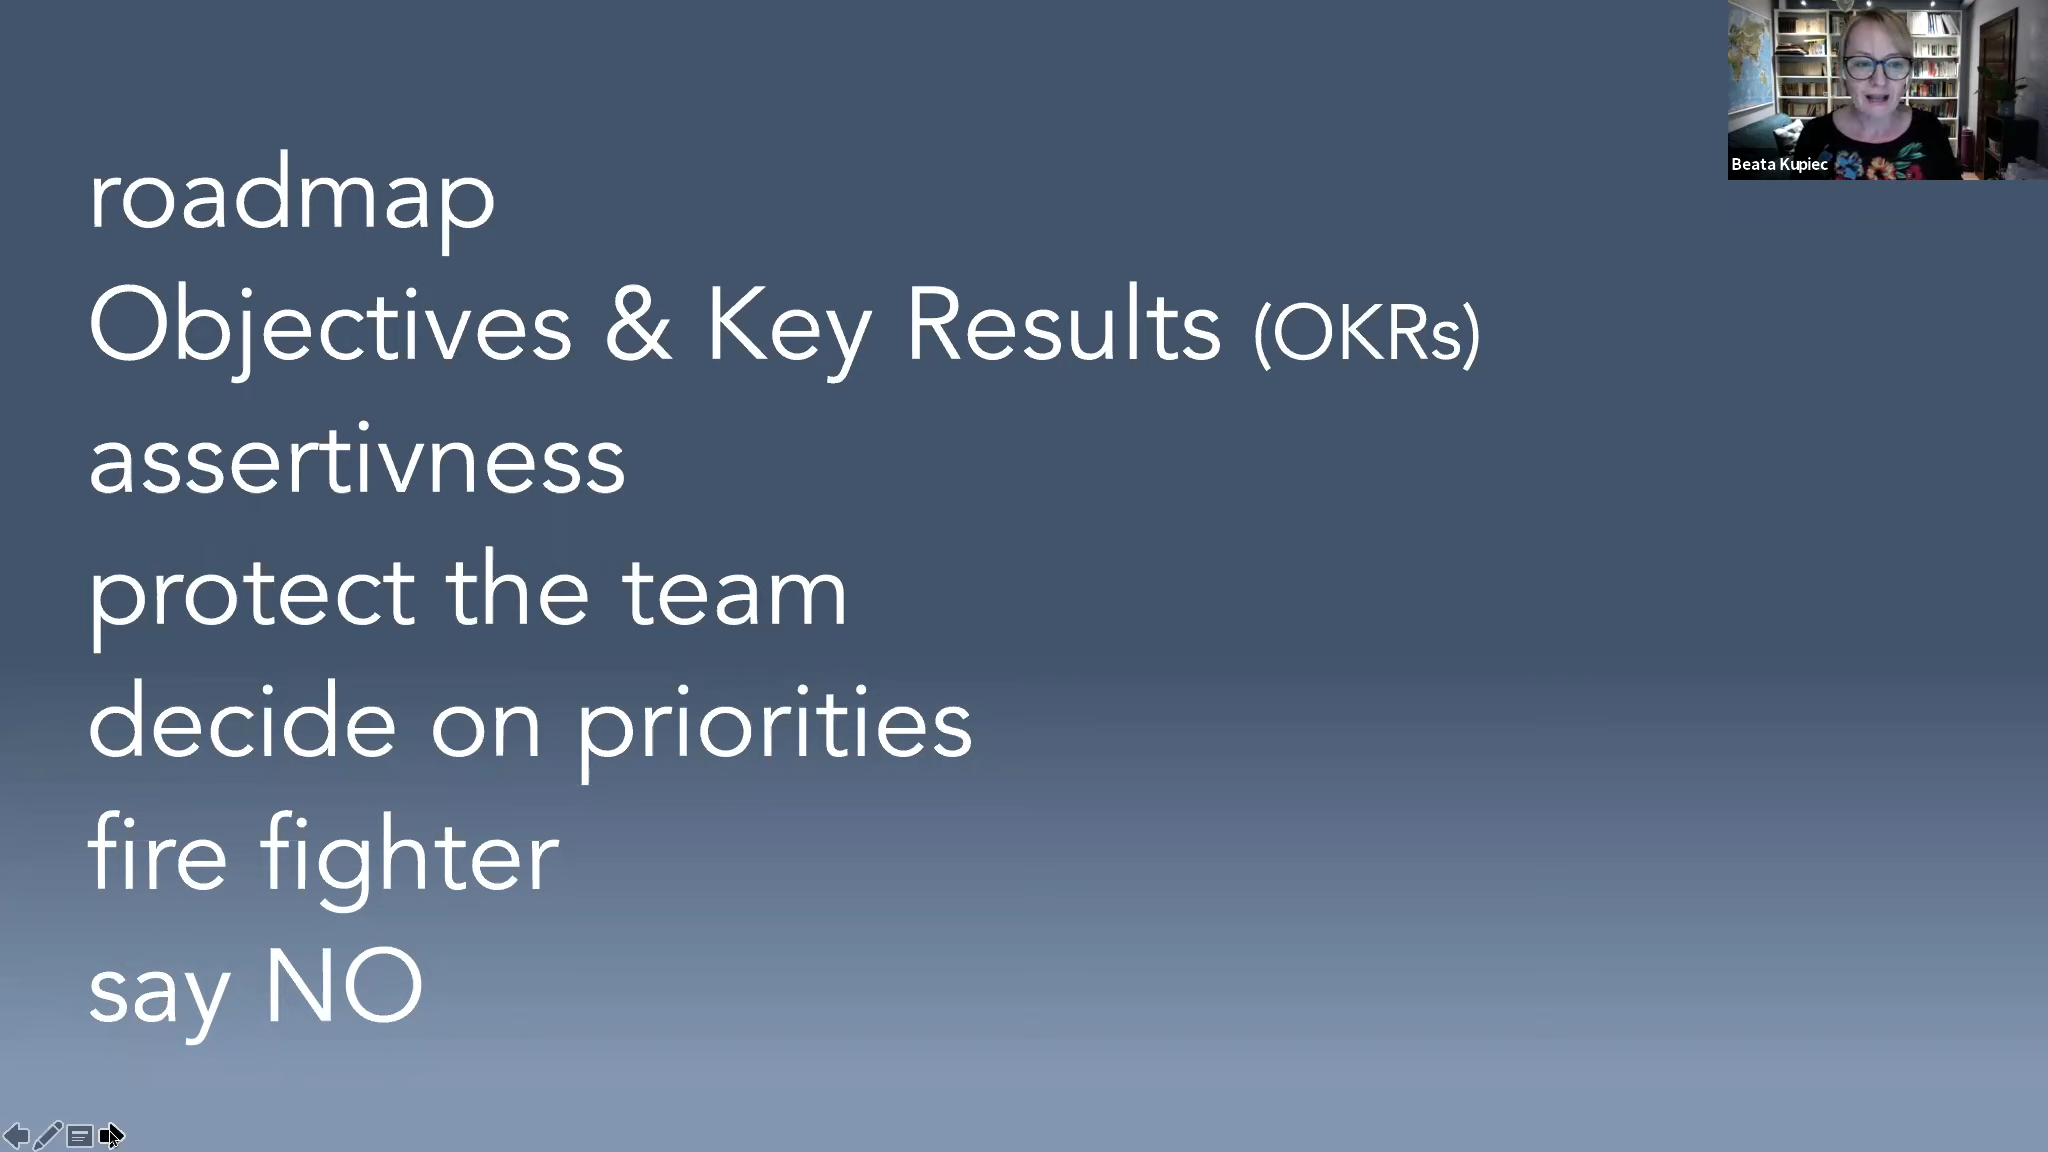 roadmap
Objectives & Key Results (OKRs)
assertivness
protect the team
decide on priorities
fire fighter
say NO
Beata Kupiec